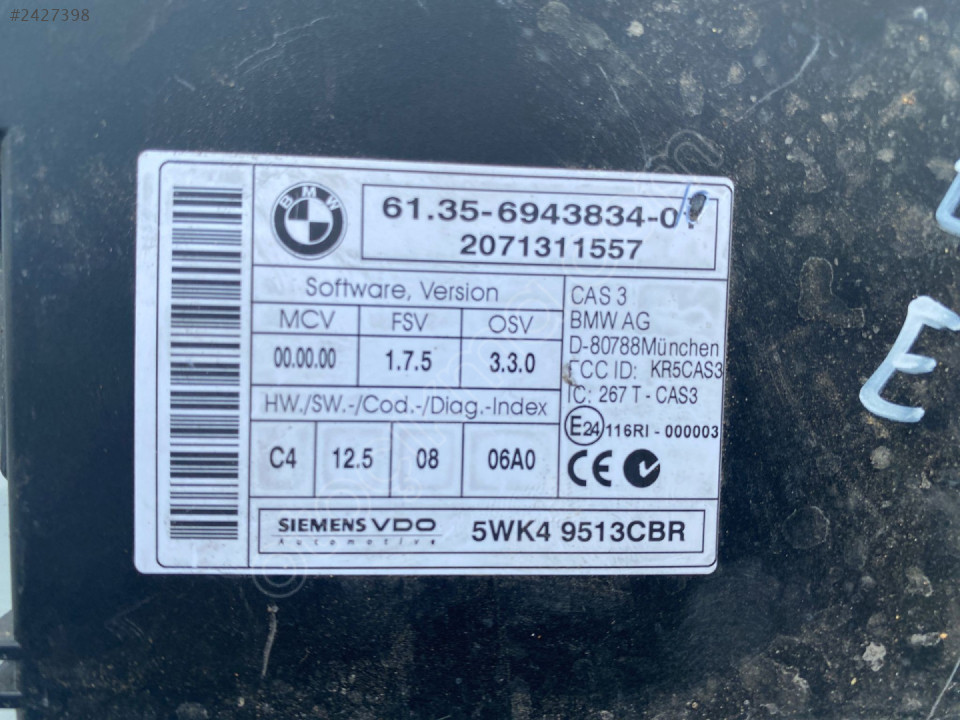 #2427398
BMW
61.35-6943834-01
2071311557
Software, Version
MCV FSV OSV
00.00.00 1.7.5 3.3.0
HW./SW.-/Cod.-/Diag.-Index
C4 12.5 08 06A0
CAS 3
BMW AG
D-80788München
FCC ID: KR5CAS3
IC: 267 T - CAS3
E24 116RI - 000003
CE
SIEMENS VDO
Automotive
5WK4 9513CBR
E